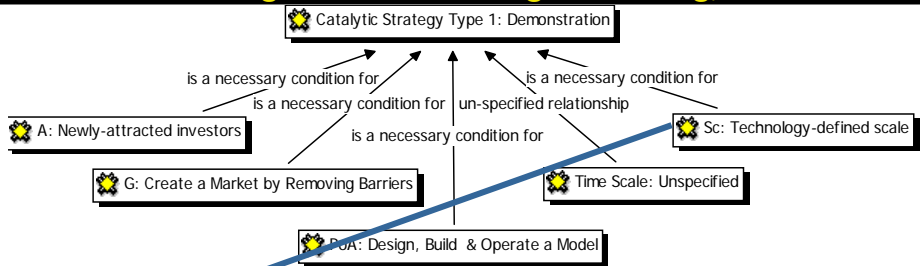 Catalytic Strategy Type 1: Demonstration
is a necessary condition for
is a necessary condition for
is a necessary condition for
un-specified relationship
is a necessary condition for
A: Newly-attracted investors
Sc: Technology-defined scale
G: Create a Market by Removing Barriers
Time Scale: Unspecified
Design, Build & Operate a Model